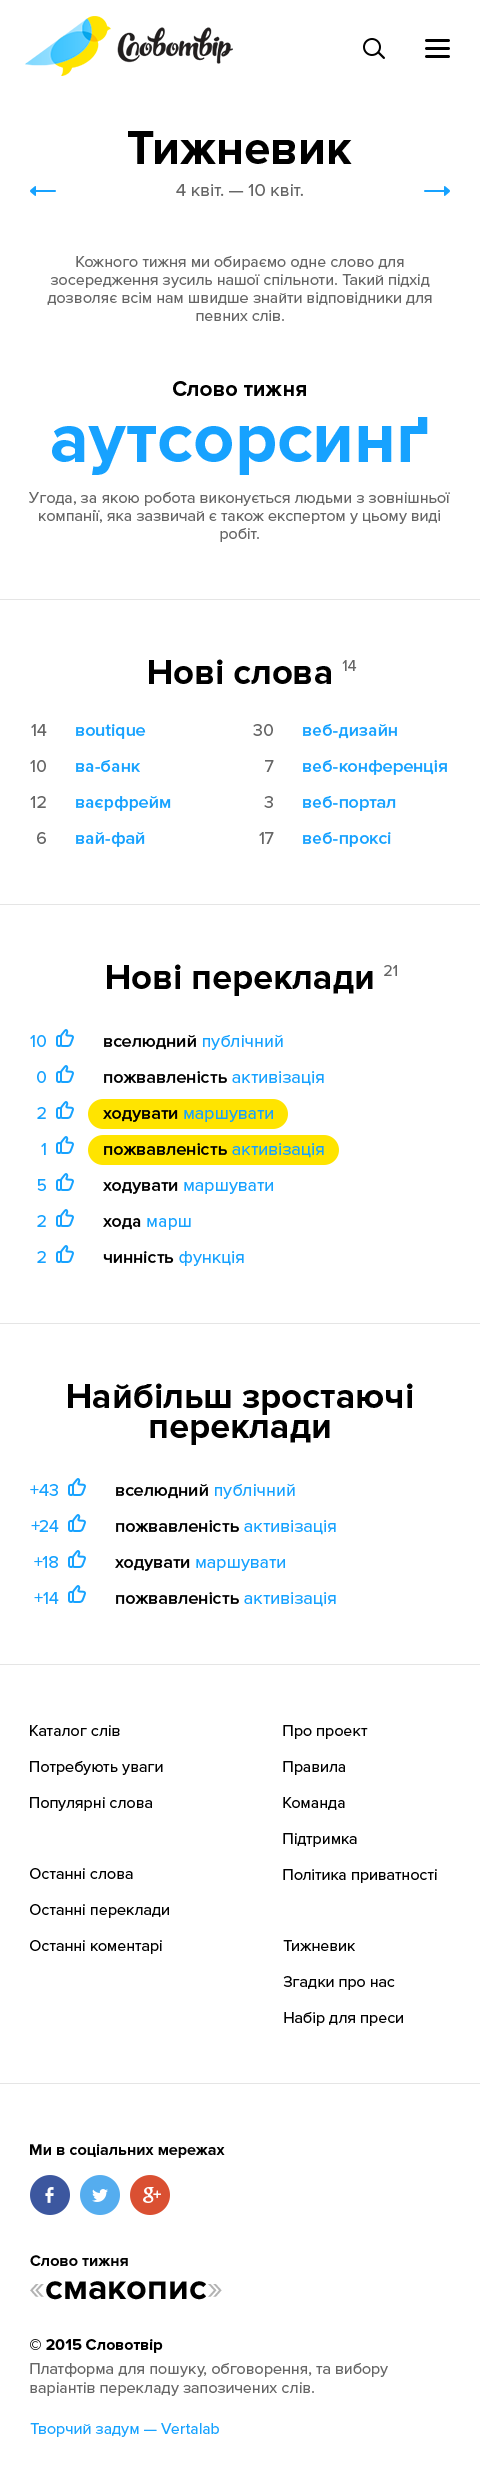 Словотвір
Тижневик
4 квіт. — 10 квіт.
Кожного тижня ми обираємо одне слово для
зосередження зусиль нашої спільноти. Такий підхід
дозволяє всім нам швидше знайти відповідники для
певних слів.
Слово тижня
аутсорсинґ
Угода, за якою робота виконується людьми з зовнішньої
компанії, яка зазвичай є також експертом у цьому виді
робіт.
Нові слова 14
14 воutique
10 ва-банк
12 ваєрфрейм
6 вай-фай
30 веб-дизайн
7 веб-конференція
3 веб-портал
17 веб-проксі
Нові переклади 21
10 вселюдний публічний
0 пожвавленість активізація
2 ходувати маршувати
1 пожвавленість активізація
5 ходувати маршувати
2 хода марш
2 чинність функція
Найбільш зростаючі
переклади
+43 вселюдний публічний
+24 пожвавленість активізація
+18 ходувати маршувати
+14 пожвавленість активізація
Каталог слів
Потребують уваги
Популярні слова
Останні слова
Останні переклади
Останні коментарі
Про проект
Правила
Команда
Підтримка
Політика приватності
Тижневик
Згадки про нас
Набір для преси
Ми в соціальних мережах
f
g+
Слово тижня
«смакопис»
© 2015 Словотвір
Платформа для пошуку, обговорення, та вибору
варіантів перекладу запозичених слів.
Творчий задум — Vertalab